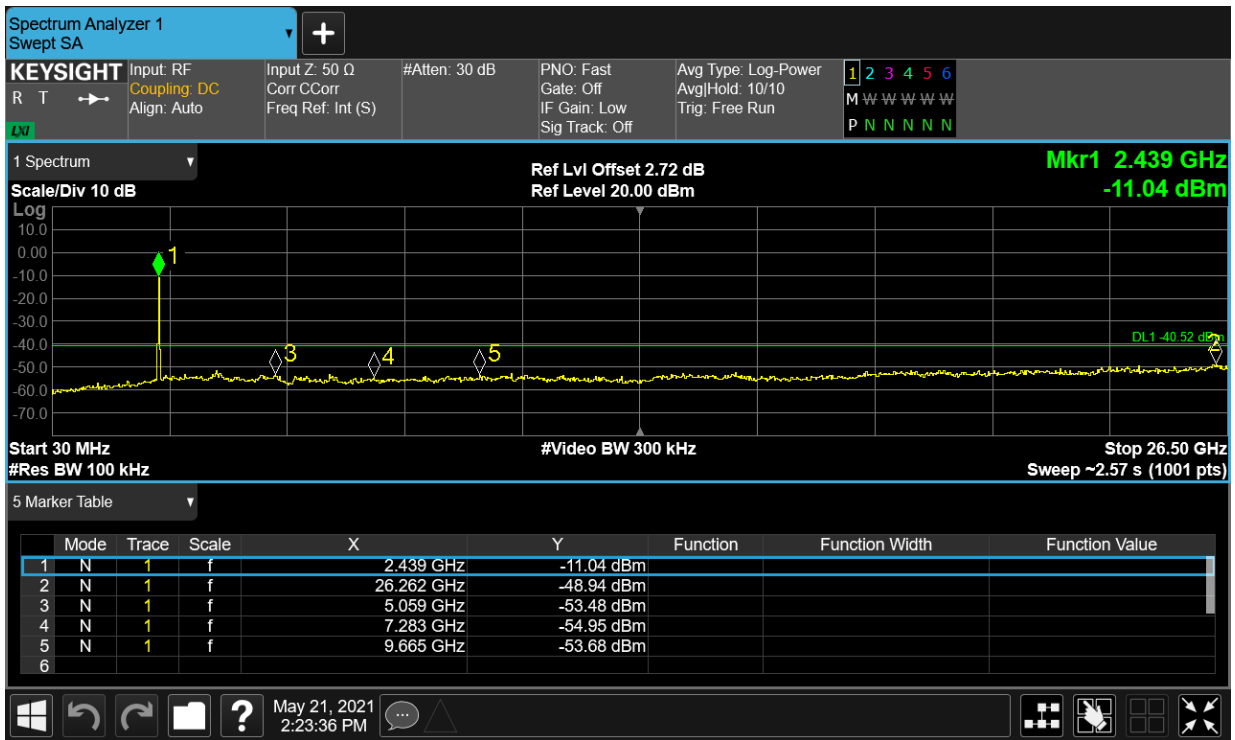 Spectrum Analyzer 1
Swept SA
KEYSIGHT
R T
LXI
Input: RF
Coupling: DC
Align: Auto
Input Z: 50 Ω
Corr CCorr
Freq Ref: Int (S)
#Atten: 30 dB
PNO: Fast
Gate: Off
IF Gain: Low
Sig Track: Off
Avg Type: Log-Power
Avg|Hold: 10/10
Trig: Free Run
1 2 3 4 5 6
M W W W W W
P N N N N N
1 Spectrum
Scale/Div 10 dB
Ref Lvl Offset 2.72 dB
Ref Level 20.00 dBm
Mkr1 2.439 GHz
-11.04 dBm
Log
10.0
0.00
-10.0
-20.0
-30.0
-40.0
-50.0
-60.0
-70.0
1
3
4
5
2
DL1 -40.52 dBm
Start 30 MHz
#Res BW 100 kHz
#Video BW 300 kHz
Stop 26.50 GHz
Sweep ~2.57 s (1001 pts)
5 Marker Table
Mode Trace Scale X Y Function Function Width Function Value
1 N 1 f 2.439 GHz -11.04 dBm
2 N 1 f 26.262 GHz -48.94 dBm
3 N 1 f 5.059 GHz -53.48 dBm
4 N 1 f 7.283 GHz -54.95 dBm
5 N 1 f 9.665 GHz -53.68 dBm
6
?
May 21, 2021
2:23:36 PM